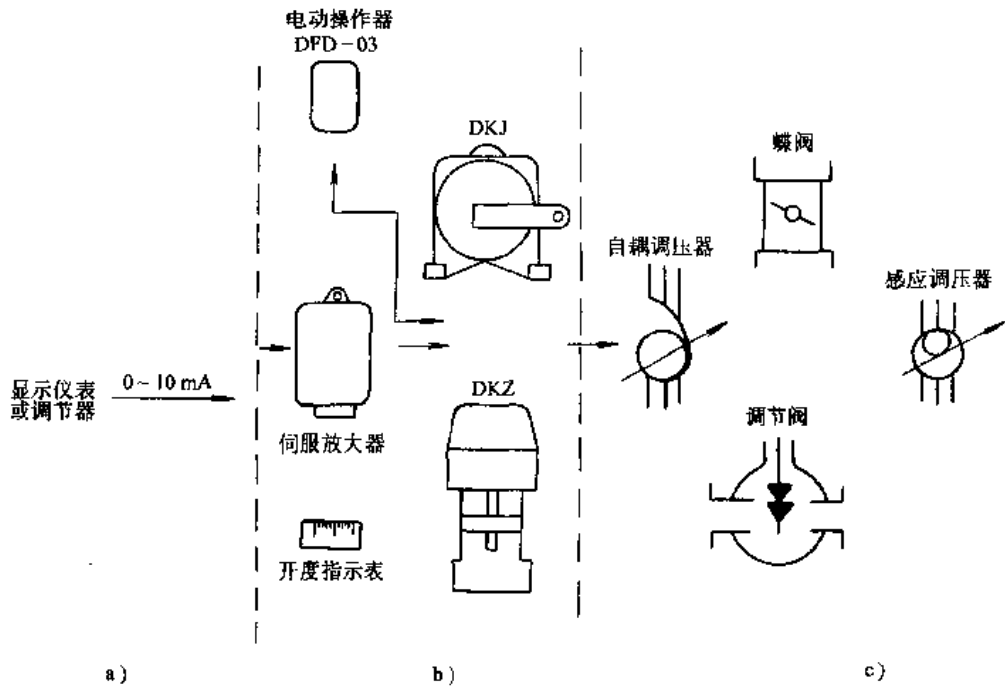 电动操作器
DFD-03
DKJ
蝶阀
自耦调压器
感应调压器
显示仪表
或调节器
0~10 mA
伺服放大器
DKZ
调节阀
开度指示表
a)
b)
c)